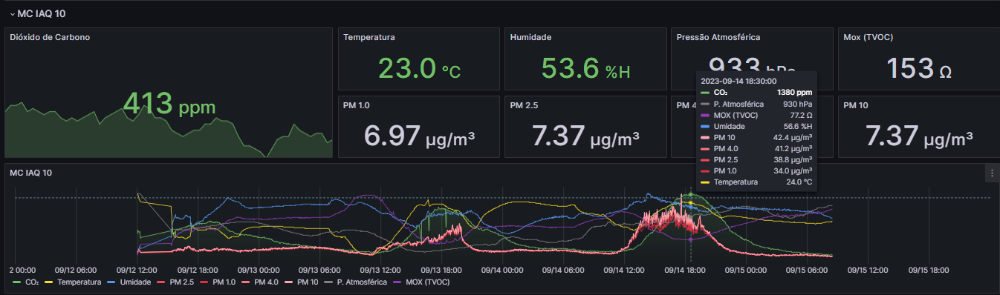 MC IAQ 10
Dióxido de Carbono
413 ppm
Temperatura
23.0 °C
Humidade
53.6 %H
Pressão Atmosférica
933 hPa
Mox (TVOC)
153 Ω
PM 1.0
6.97 µg/m³
PM 2.5
7.37 µg/m³
PM 4
PM 10
7.37 µg/m³
2023-09-14 18:30:00
CO₂ 1380 ppm
P. Atmosférica 930 hPa
MOX (TVOC) 77.2 Ω
Umidade 56.6 %H
PM 10 42.4 µg/m³
PM 4.0 41.2 µg/m³
PM 2.5 38.8 µg/m³
PM 1.0 34.0 µg/m³
Temperatura 24.0 °C
MC IAQ 10
2 00:00 09/12 06:00 09/12 12:00 09/12 18:00 09/13 00:00 09/13 06:00 09/13 12:00 09/13 18:00 09/14 00:00 09/14 06:00 09/14 12:00 09/14 18:00 09/15 00:00 09/15 06:00 09/15 12:00 09/15 18:00
CO₂ Temperatura Umidade PM 2.5 PM 1.0 PM 4.0 PM 10 P. Atmosférica MOX (TVOC)